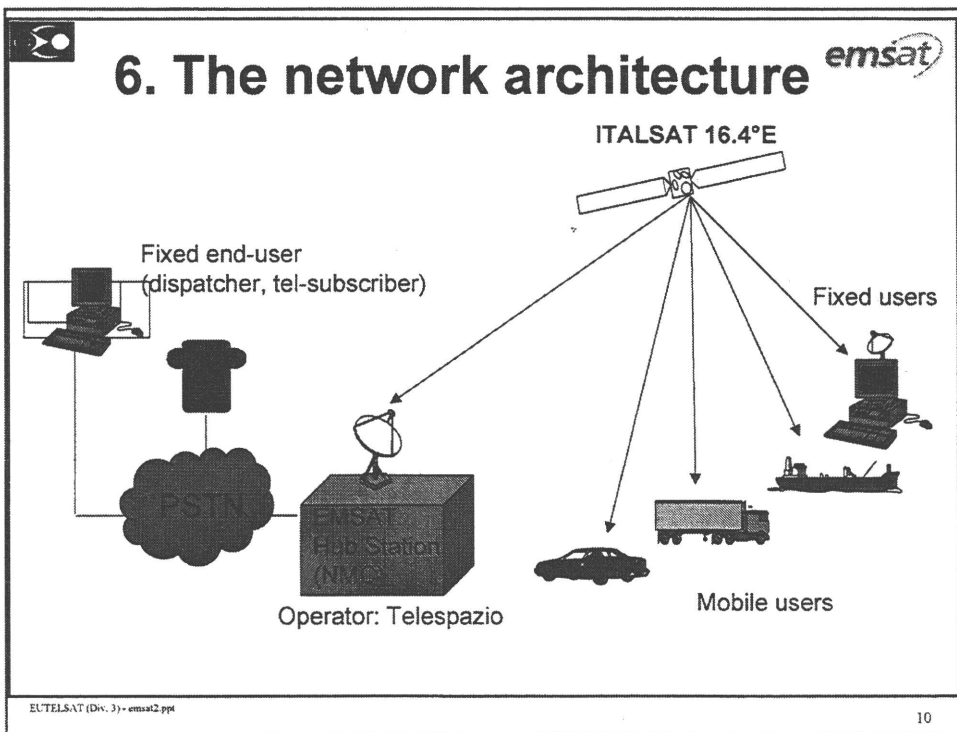 6. The network architecture
emsat
ITALSAT 16.4°E
Fixed end-user
(dispatcher, tel-subscriber)
Fixed users
PSTN
EMSAT
Hub Station
(NMC)
Operator: Telespazio
Mobile users
EUTELSAT (Div. 3) - emsat2.ppt
10